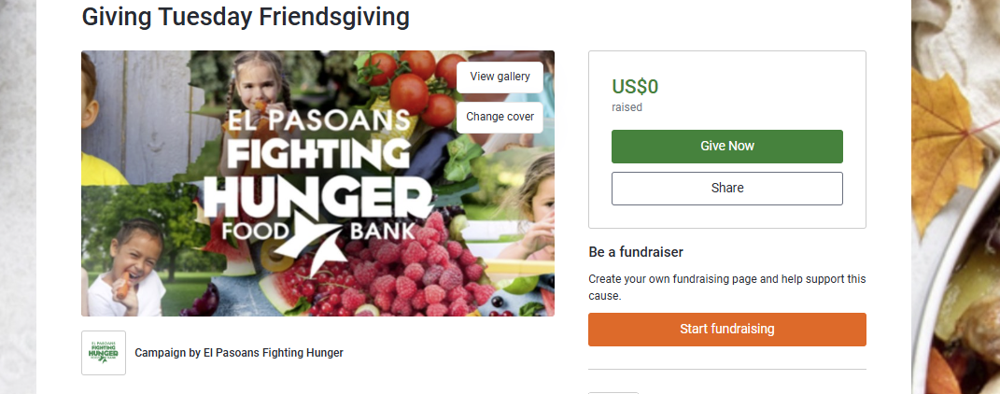 Giving Tuesday Friendsgiving
View gallery
Change cover
EL PASOANS
FIGHTING
HUNGER
FOOD BANK
US$0
raised
Give Now
Share
Be a fundraiser
Create your own fundraising page and help support this
cause.
Start fundraising
EL PASOANS
FIGHTING
HUNGER
Campaign by El Pasoans Fighting Hunger